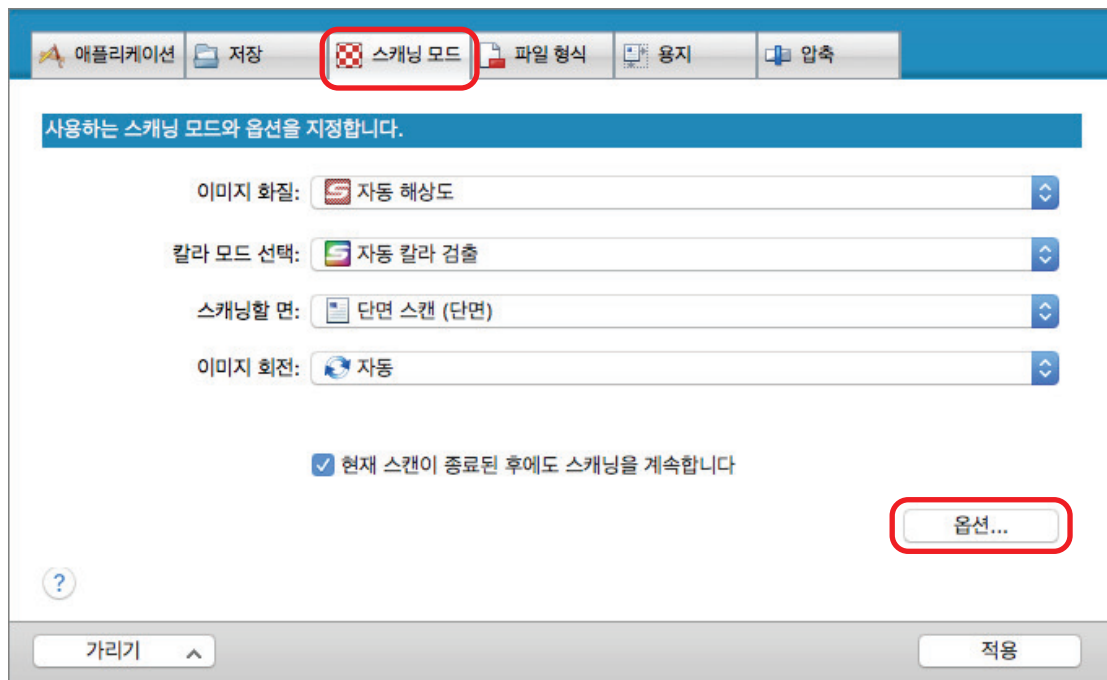 애플리케이션 저장 스캐닝 모드 파일 형식 용지 압축
사용하는 스캐닝 모드와 옵션을 지정합니다.
이미지 화질: 자동 해상도
칼라 모드 선택: 자동 칼라 검출
스캐닝할 면: 단면 스캔 (단면)
이미지 회전: 자동
현재 스캔이 종료된 후에도 스캐닝을 계속합니다
옵션...
?
가리기 적용